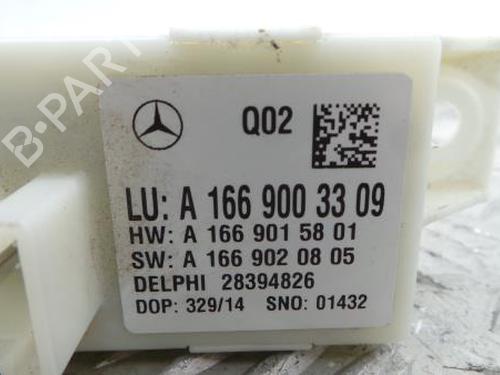 Q02
LU: A 166 900 33 09
HW: A 166 901 58 01
SW: A 166 902 08 05
DELPHI 28394826
DOP: 329/14 SNO: 01432
B-PARTS